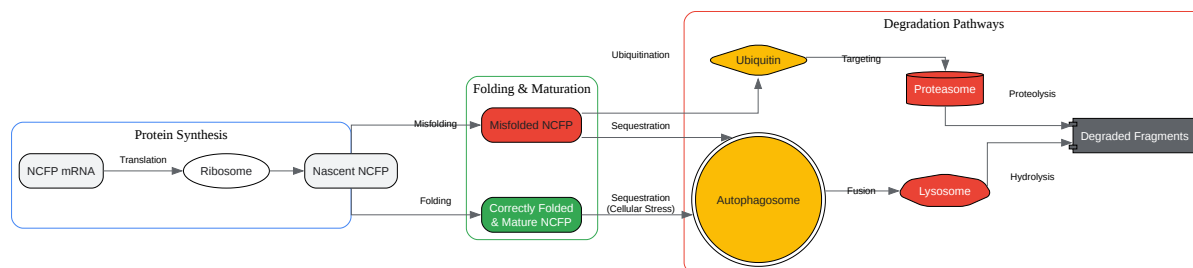 Degradation Pathways
Ubiquitination
Ubiquitin
Targeting
Proteasome
Proteolysis
Folding & Maturation
Misfolding
Misfolded NCFP
Sequestration
Degraded Fragments
Protein Synthesis
NCFP mRNA
Translation
Ribosome
Nascent NCFP
Folding
Correctly Folded
& Mature NCFP
Sequestration
(Cellular Stress)
Autophagosome
Fusion
Lysosome
Hydrolysis